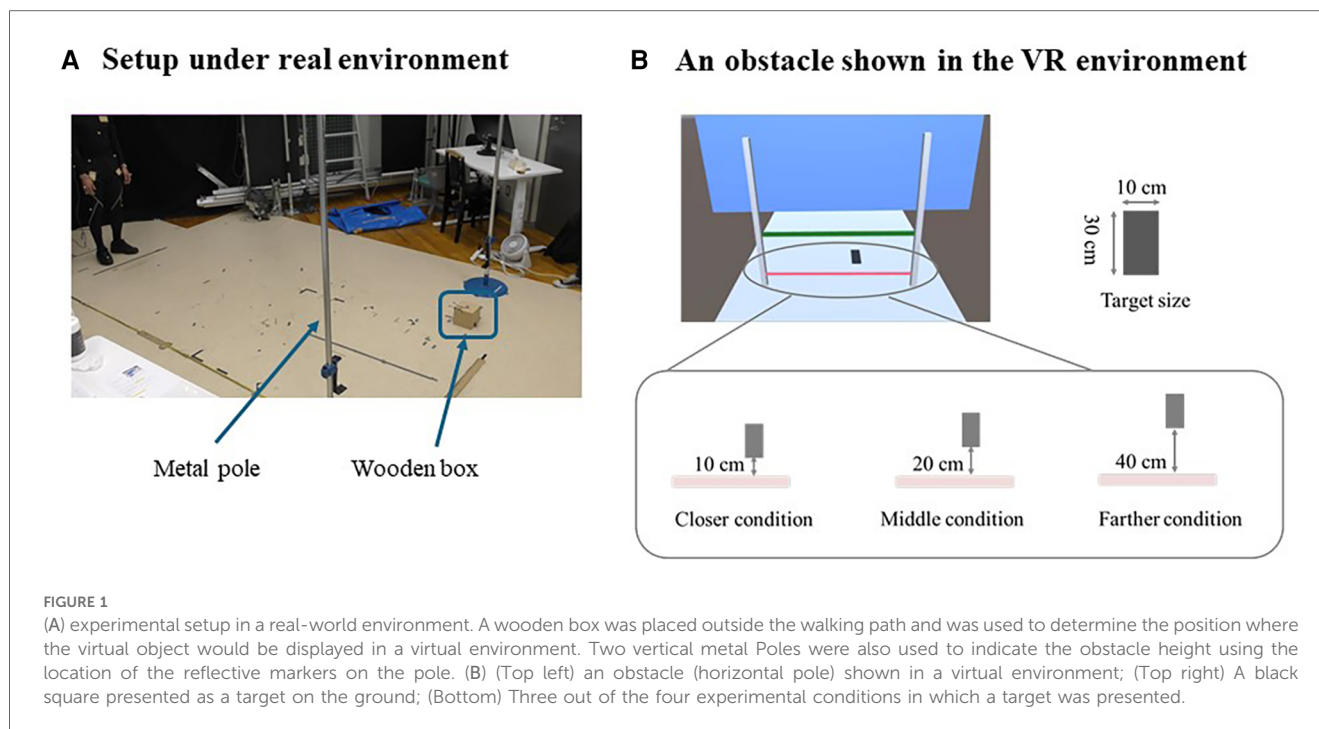 A Setup under real environment
Metal pole
Wooden box
B An obstacle shown in the VR environment
10 cm
30 cm
Target size
10 cm
Closer condition
20 cm
Middle condition
40 cm
Farther condition
FIGURE 1
(A) experimental setup in a real-world environment. A wooden box was placed outside the walking path and was used to determine the position where
the virtual object would be displayed in a virtual environment. Two vertical metal Poles were also used to indicate the obstacle height using the
location of the reflective markers on the pole. (B) (Top left) an obstacle (horizontal pole) shown in a virtual environment; (Top right) A black
square presented as a target on the ground; (Bottom) Three out of the four experimental conditions in which a target was presented.